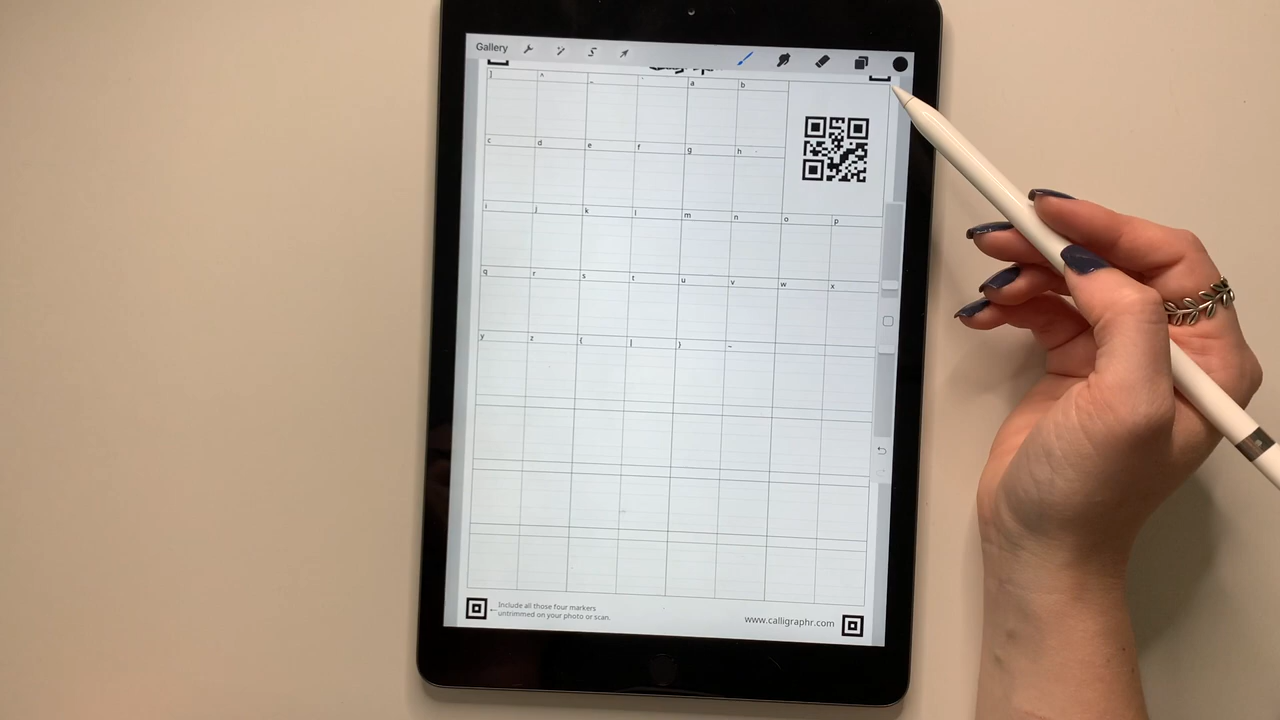 Gallery
] ^ _ ` a b
c d e f g h
i j k l m n o p
q r s t u v w x
y z { | } ~
Include all those four markers
untrimmed on your photo or scan.
www.calligraphr.com